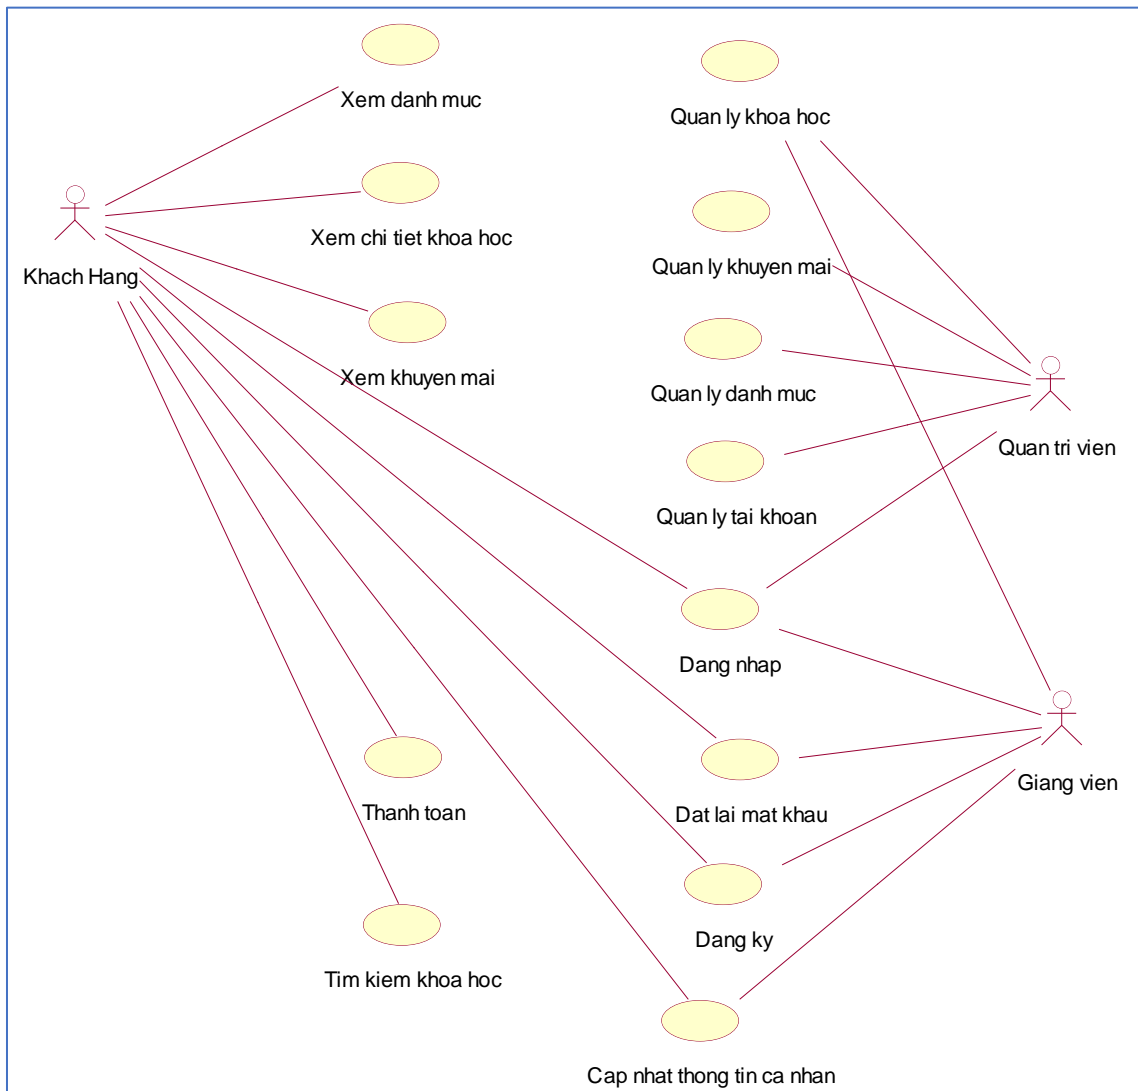 Xem danh muc
Quan ly khoa hoc
Xem chi tiet khoa hoc
Quan ly khuyen mai
Khach Hang
Xem khuyen mai
Quan ly danh muc
Quan tri vien
Quan ly tai khoan
Dang nhap
Giang vien
Thanh toan
Dat lai mat khau
Dang ky
Tim kiem khoa hoc
Cap nhat thong tin ca nhan